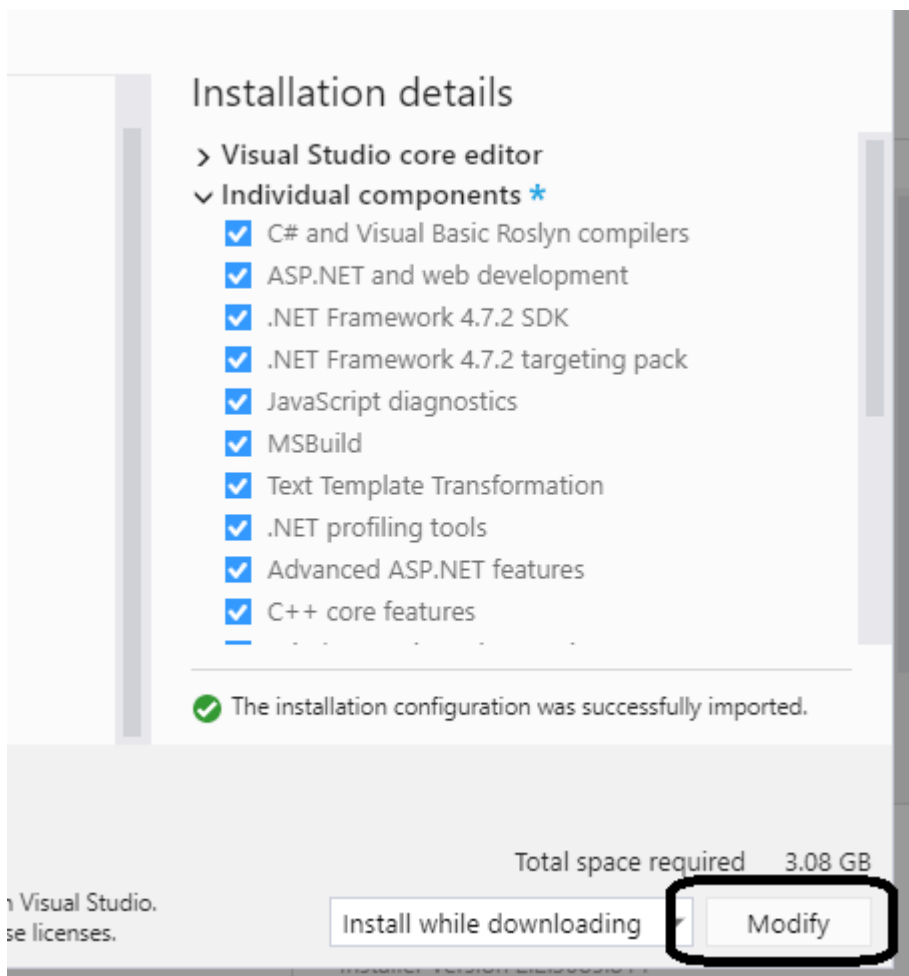 Installation details
Visual Studio core editor
Individual components *
C# and Visual Basic Roslyn compilers
ASP.NET and web development
.NET Framework 4.7.2 SDK
.NET Framework 4.7.2 targeting pack
JavaScript diagnostics
MSBuild
Text Template Transformation
.NET profiling tools
Advanced ASP.NET features
C++ core features
The installation configuration was successfully imported.
Total space required 3.08 GB
n Visual Studio.
se licenses.
Install while downloading
Modify